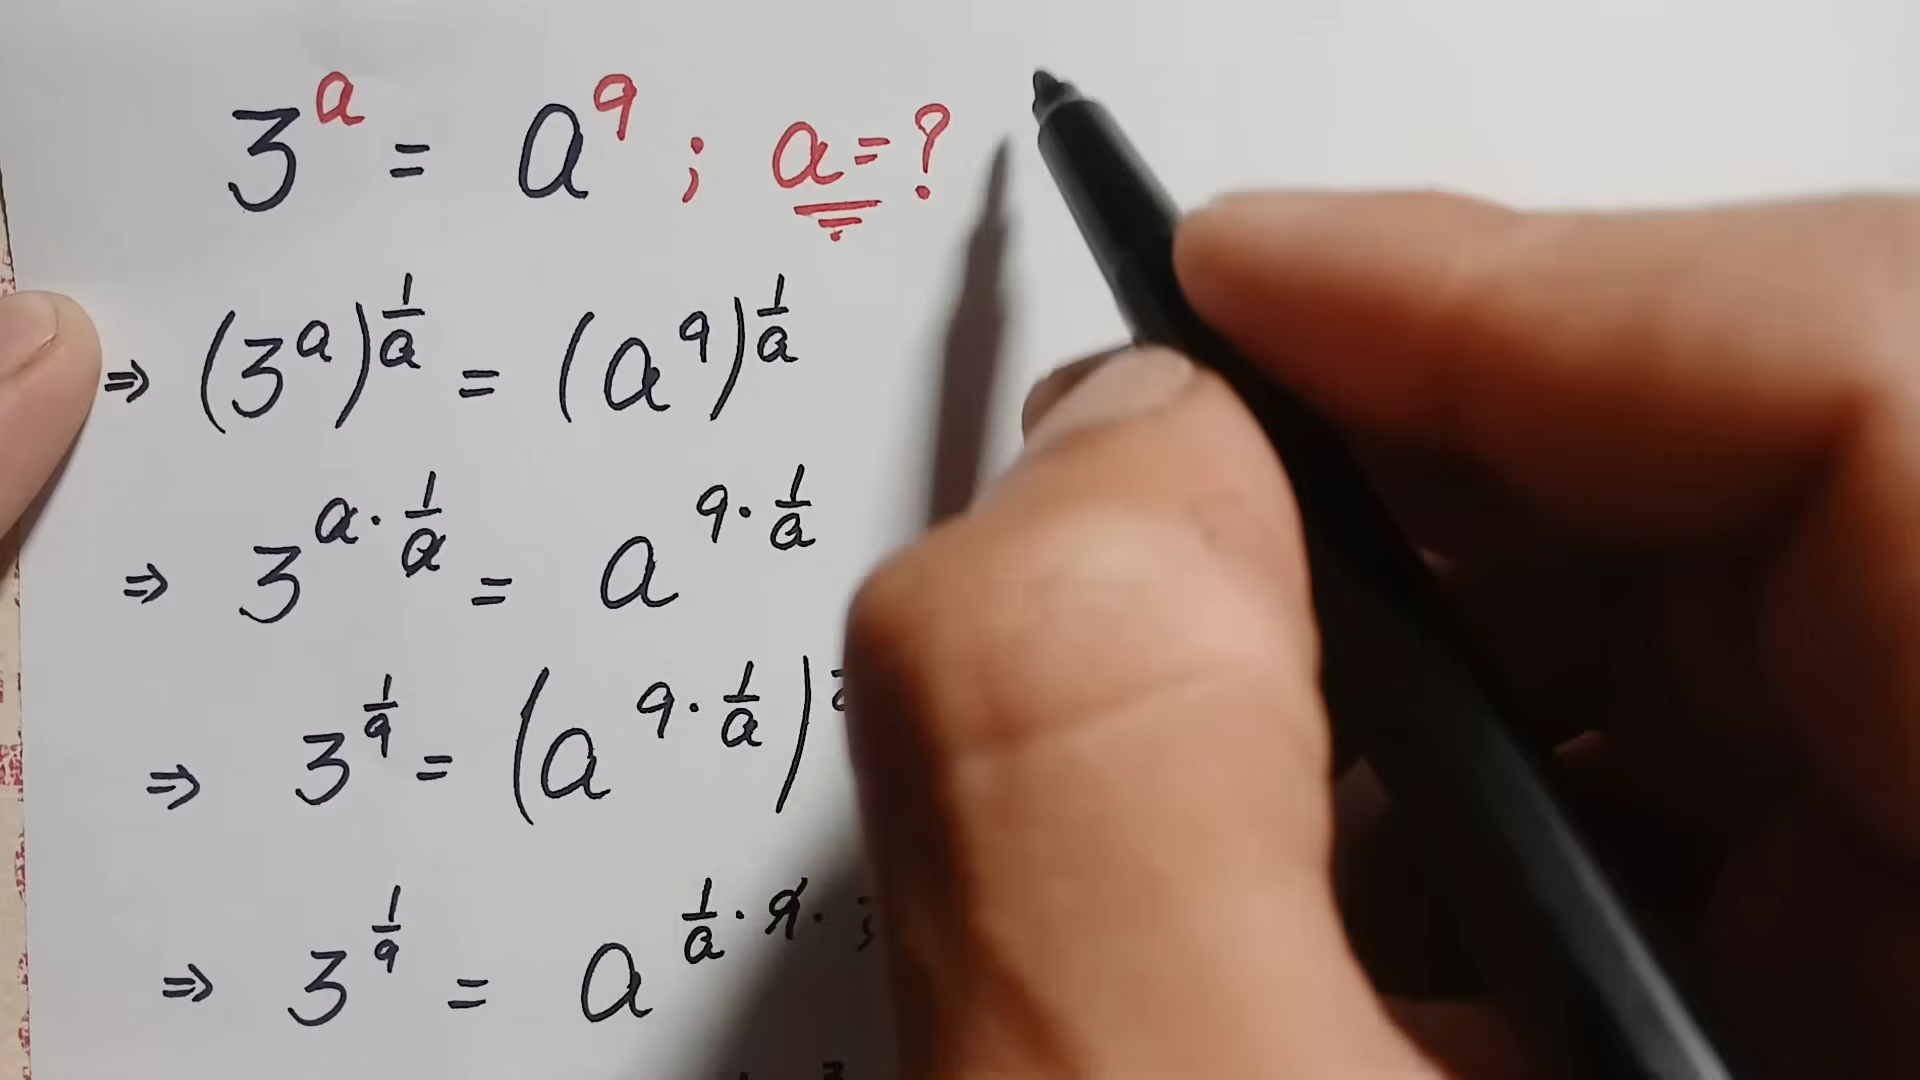 3^a = a^9 ; a = ?
⇒ (3^a)^(1/a) = (a^9)^(1/a)
⇒ 3^(a·1/a) = a^(9·1/a)
⇒ 3^(1/9) = (a^(9·1/a))
⇒ 3^(1/9) = a^(1/a·9·